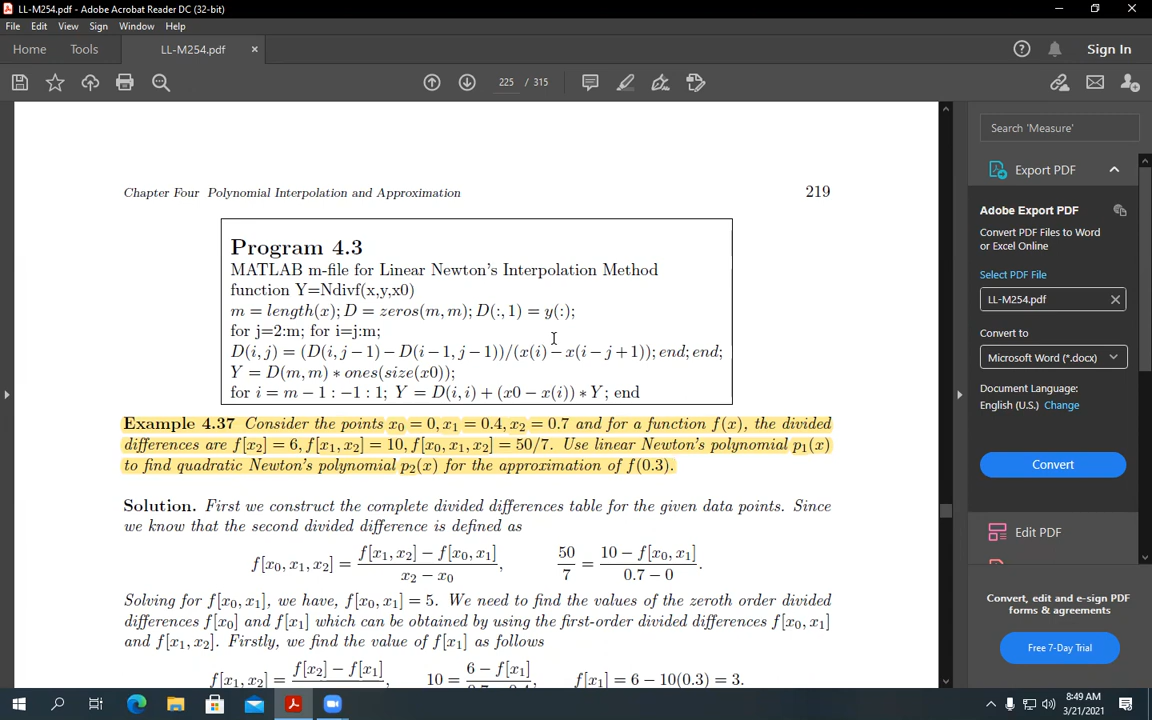 LL-M254.pdf - Adobe Acrobat Reader DC (32-bit)
File Edit View Sign Window Help
Home Tools LL-M254.pdf × Sign In
225 / 315
Search 'Measure'
Chapter Four Polynomial Interpolation and Approximation 219
Program 4.3
MATLAB m-file for Linear Newton's Interpolation Method
function Y=Ndivf(x,y,x0)
m = length(x); D = zeros(m, m); D(:, 1) = y(:);
for j=2:m; for i=j:m;
D(i, j) = (D(i, j − 1) − D(i − 1, j − 1))/(x(i) − x(i − j + 1)); end; end;
Y = D(m, m) ∗ ones(size(x0));
for i = m − 1 : −1 : 1; Y = D(i, i) + (x0 − x(i)) ∗ Y; end
Example 4.37 Consider the points x₀ = 0, x₁ = 0.4, x₂ = 0.7 and for a function f(x), the divided
differences are f[x₂] = 6, f[x₁, x₂] = 10, f[x₀, x₁, x₂] = 50/7. Use linear Newton's polynomial p₁(x)
to find quadratic Newton's polynomial p₂(x) for the approximation of f(0.3).
Solution. First we construct the complete divided differences table for the given data points. Since
we know that the second divided difference is defined as
f[x₀, x₁, x₂] = (f[x₁, x₂] − f[x₀, x₁])/(x₂ − x₀), 50/7 = (10 − f[x₀, x₁])/(0.7 − 0).
Solving for f[x₀, x₁], we have, f[x₀, x₁] = 5. We need to find the values of the zeroth order divided
differences f[x₀] and f[x₁] which can be obtained by using the first-order divided differences f[x₀, x₁]
and f[x₁, x₂]. Firstly, we find the value of f[x₁] as follows
f[x₁, x₂] = f[x₂] − f[x₁], 10 = 6 − f[x₁], f[x₁] = 6 − 10(0.3) = 3.
Export PDF
Adobe Export PDF
Convert PDF Files to Word
or Excel Online
Select PDF File
LL-M254.pdf ×
Convert to
Microsoft Word (*.docx)
Document Language:
English (U.S.) Change
Convert
Edit PDF
Convert, edit and e-sign PDF
forms & agreements
Free 7-Day Trial
8:49 AM
3/21/2021